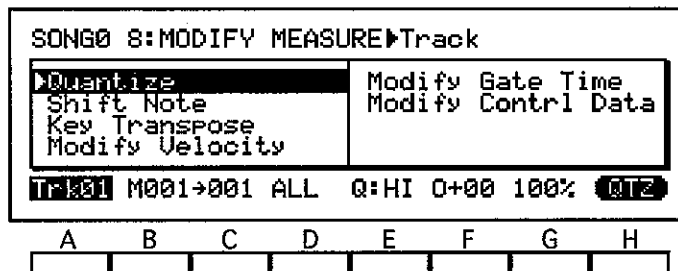 SONG0 8:MODIFY MEASURE▶Track
▶Quantize
Shift Note
Key Transpose
Modify Velocity
Modify Gate Time
Modify Contrl Data
Trk01 M001→001 ALL Q:HI O+00 100% QTZ
A B C D E F G H